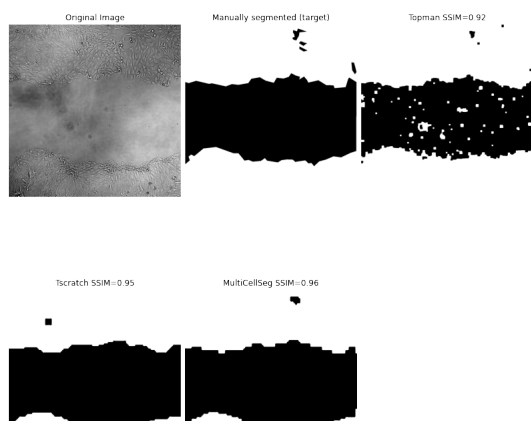 Original Image
Manually segmented (target)
Topman SSIM=0.92
Tscratch SSIM=0.95
MultiCellSeg SSIM=0.96